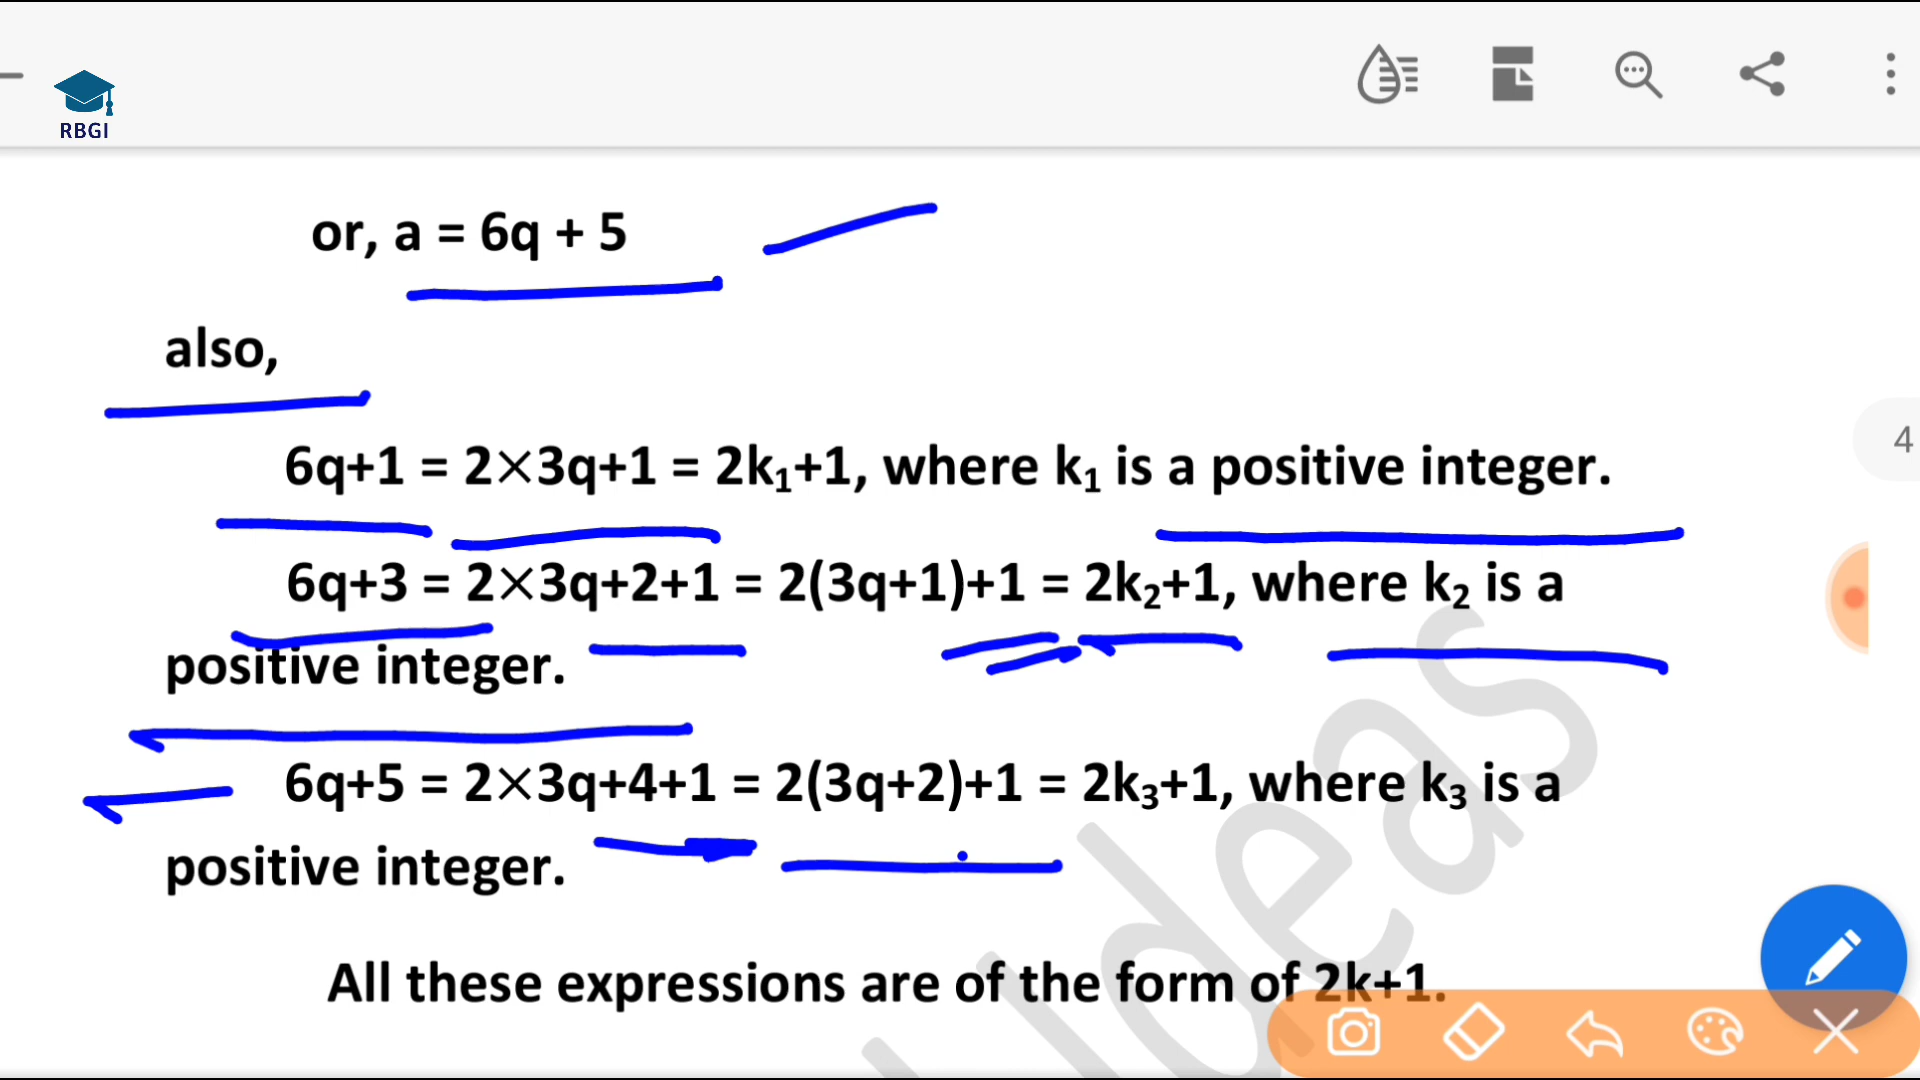 RBGI
or, a = 6q + 5
also,
4
6q+1 = 2×3q+1 = 2k₁+1, where k₁ is a positive integer.
6q+3 = 2×3q+2+1 = 2(3q+1)+1 = 2k₂+1, where k₂ is a
positive integer.
6q+5 = 2×3q+4+1 = 2(3q+2)+1 = 2k₃+1, where k₃ is a
positive integer.
All these expressions are of the form of 2k+1.
Ideas